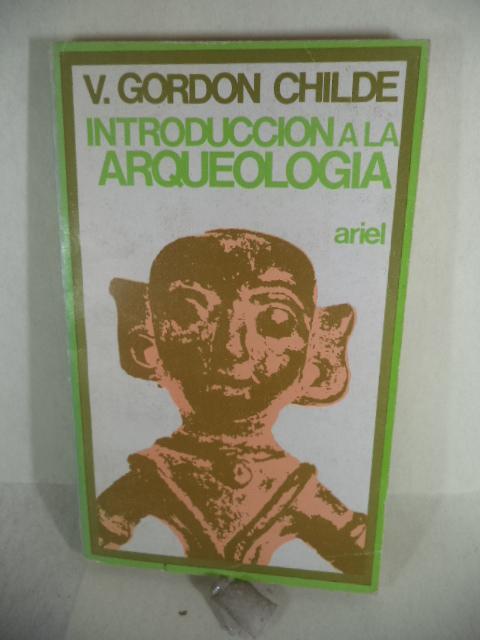 V. GORDON CHILDE
INTRODUCCION A LA
ARQUEOLOGIA
ariel